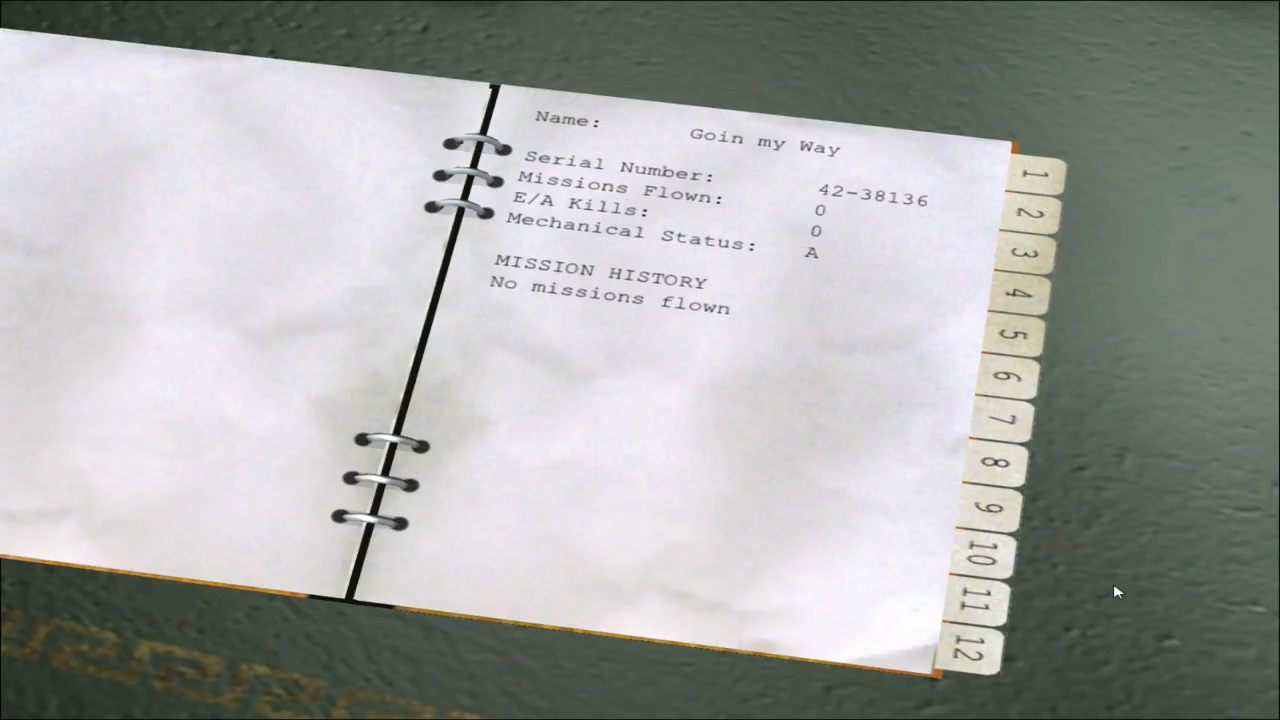 Name: Goin my Way
Serial Number: 42-38136
Missions Flown: 0
E/A Kills: 0
Mechanical Status: A
MISSION HISTORY
No missions flown
1
2
3
4
5
6
7
8
9
10
11
12